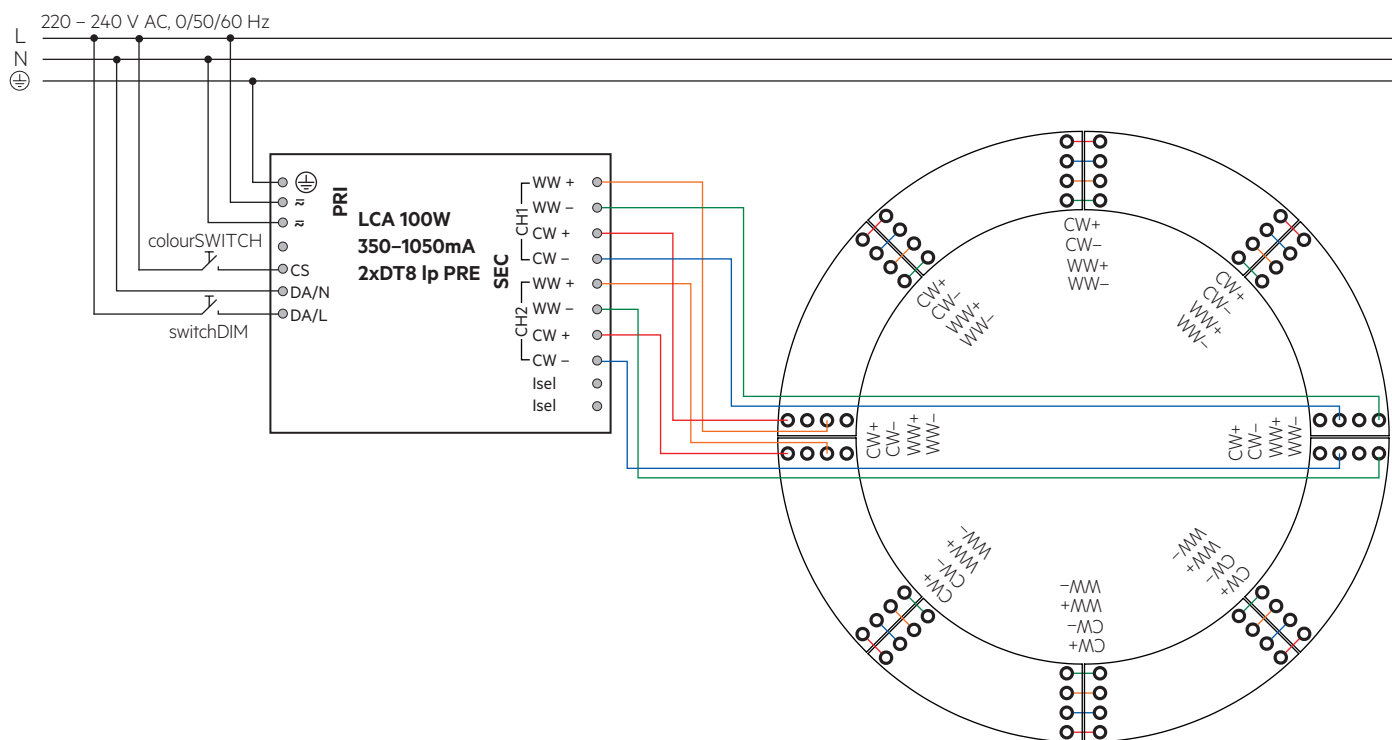 220 – 240 V AC, 0/50/60 Hz
L
N
PRI
LCA 100W
350–1050mA
2xDT8 lp PRE
SEC
≂
≂
colourSWITCH
CS
DA/N
DA/L
switchDIM
CH1
WW +
WW –
CW +
CW –
CH2
WW +
WW –
CW +
CW –
Isel
Isel
CW+
CW–
WW+
WW–
CW+
CW–
WW+
WW–
CW+
CW–
WW+
WW–
CW+
CW–
WW+
WW–
CW+
CW–
WW+
WW–
CW+
CW–
WW+
WW–
CW+
CW–
WW+
WW–
CW+
CW–
WW+
WW–